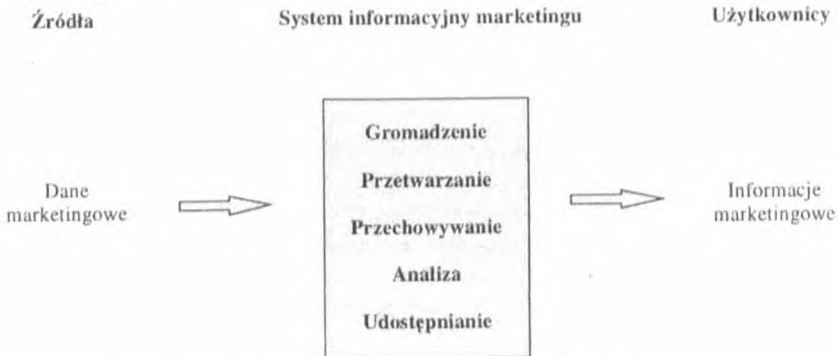 Źródła
System informacyjny marketingu
Użytkownicy
Gromadzenie
Przetwarzanie
Przechowywanie
Analiza
Udostępnianie
Dane
marketingowe
Informacje
marketingowe